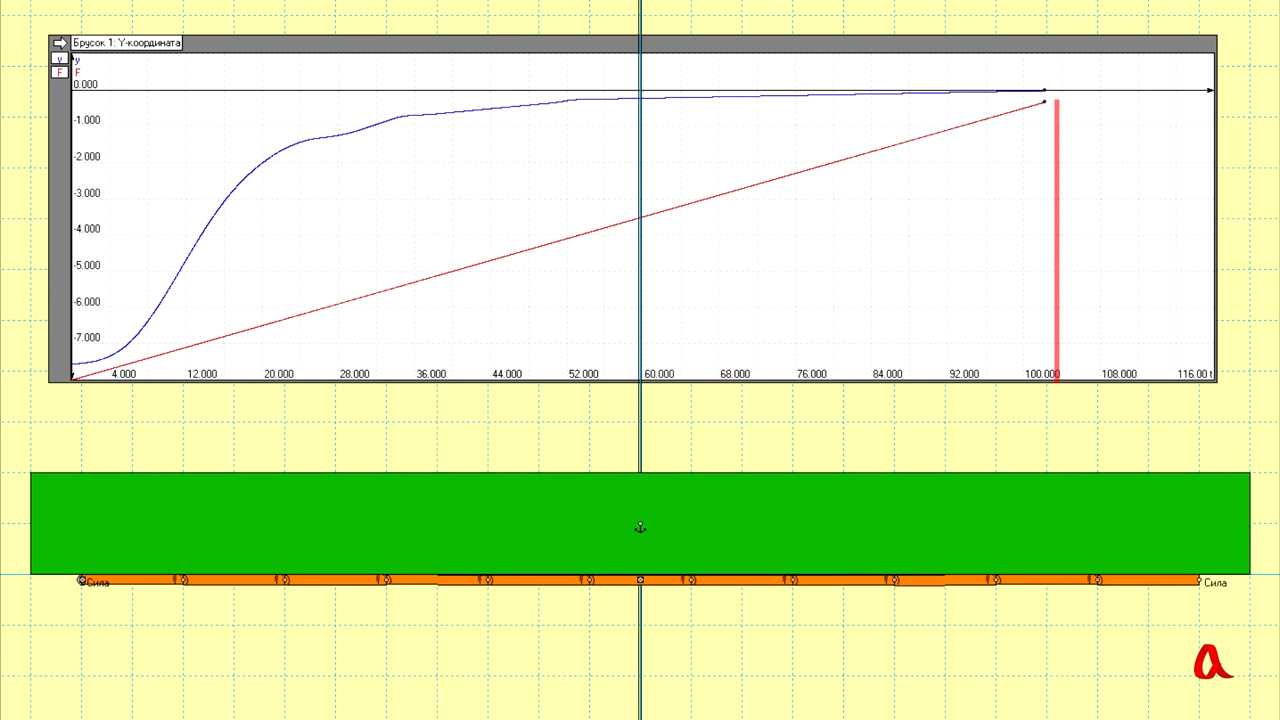 Брусок 1: Y-координата
y y
F F
0.000
-1.000
-2.000
-3.000
-4.000
-5.000
-6.000
-7.000
4.000 12.000 20.000 28.000 36.000 44.000 52.000 60.000 68.000 76.000 84.000 92.000 100.000 108.000 116.00 t
Сила Сила
a